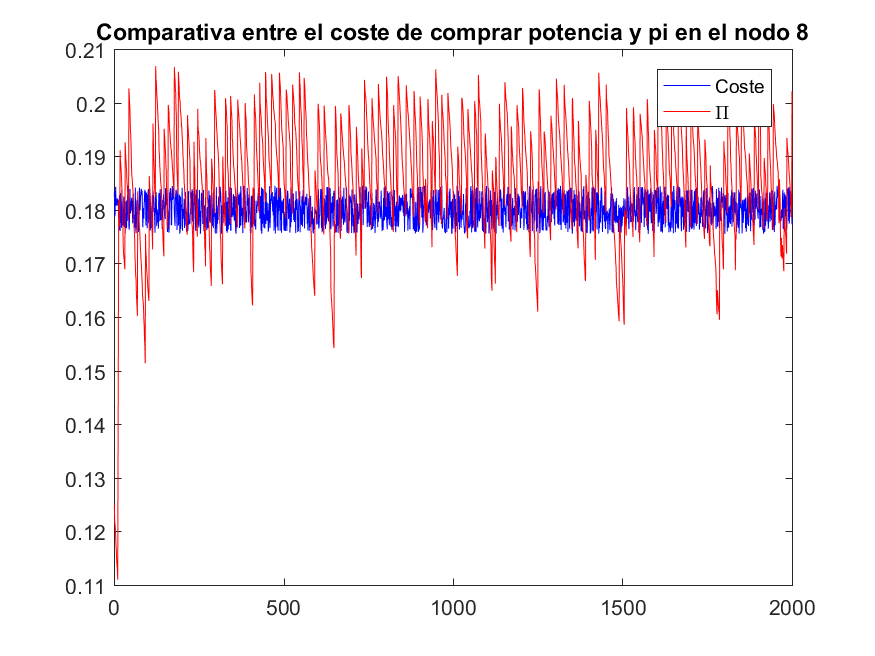 Comparativa entre el coste de comprar potencia y pi en el nodo 8
0.21
0.2
0.19
0.18
0.17
0.16
0.15
0.14
0.13
0.12
0.11
Coste
Π
0 500 1000 1500 2000